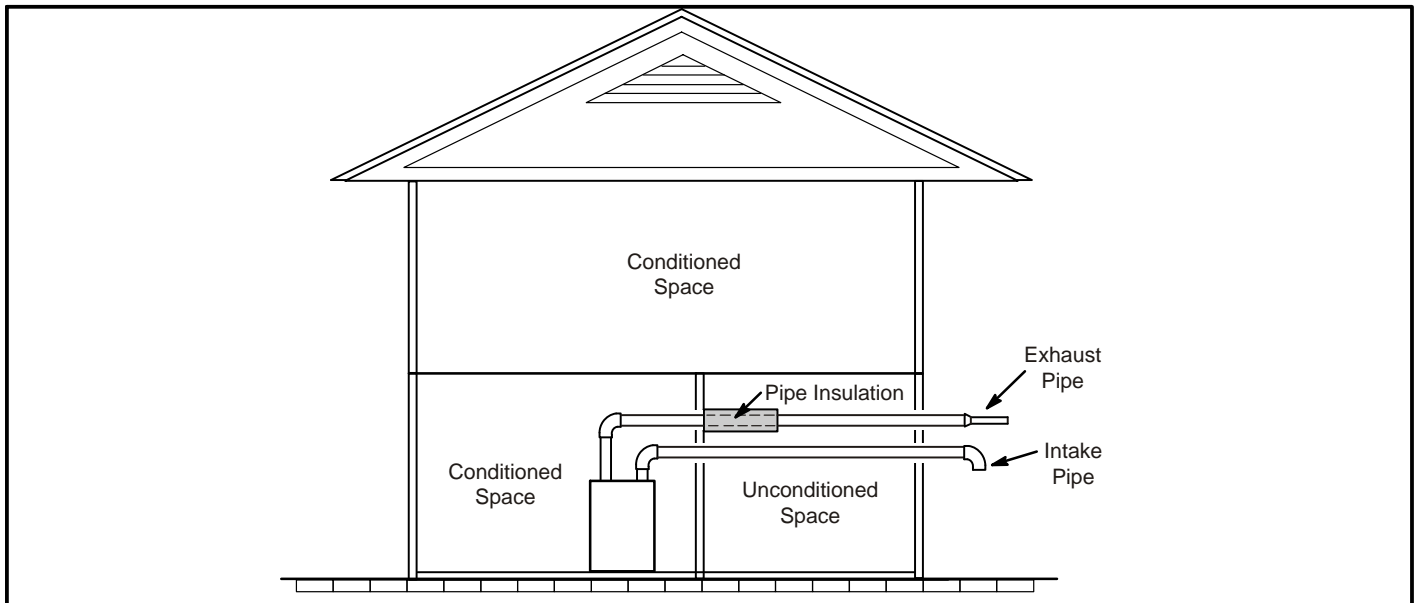 Conditioned
Space
Exhaust
Pipe
Pipe Insulation
Conditioned
Space
Unconditioned
Space
Intake
Pipe